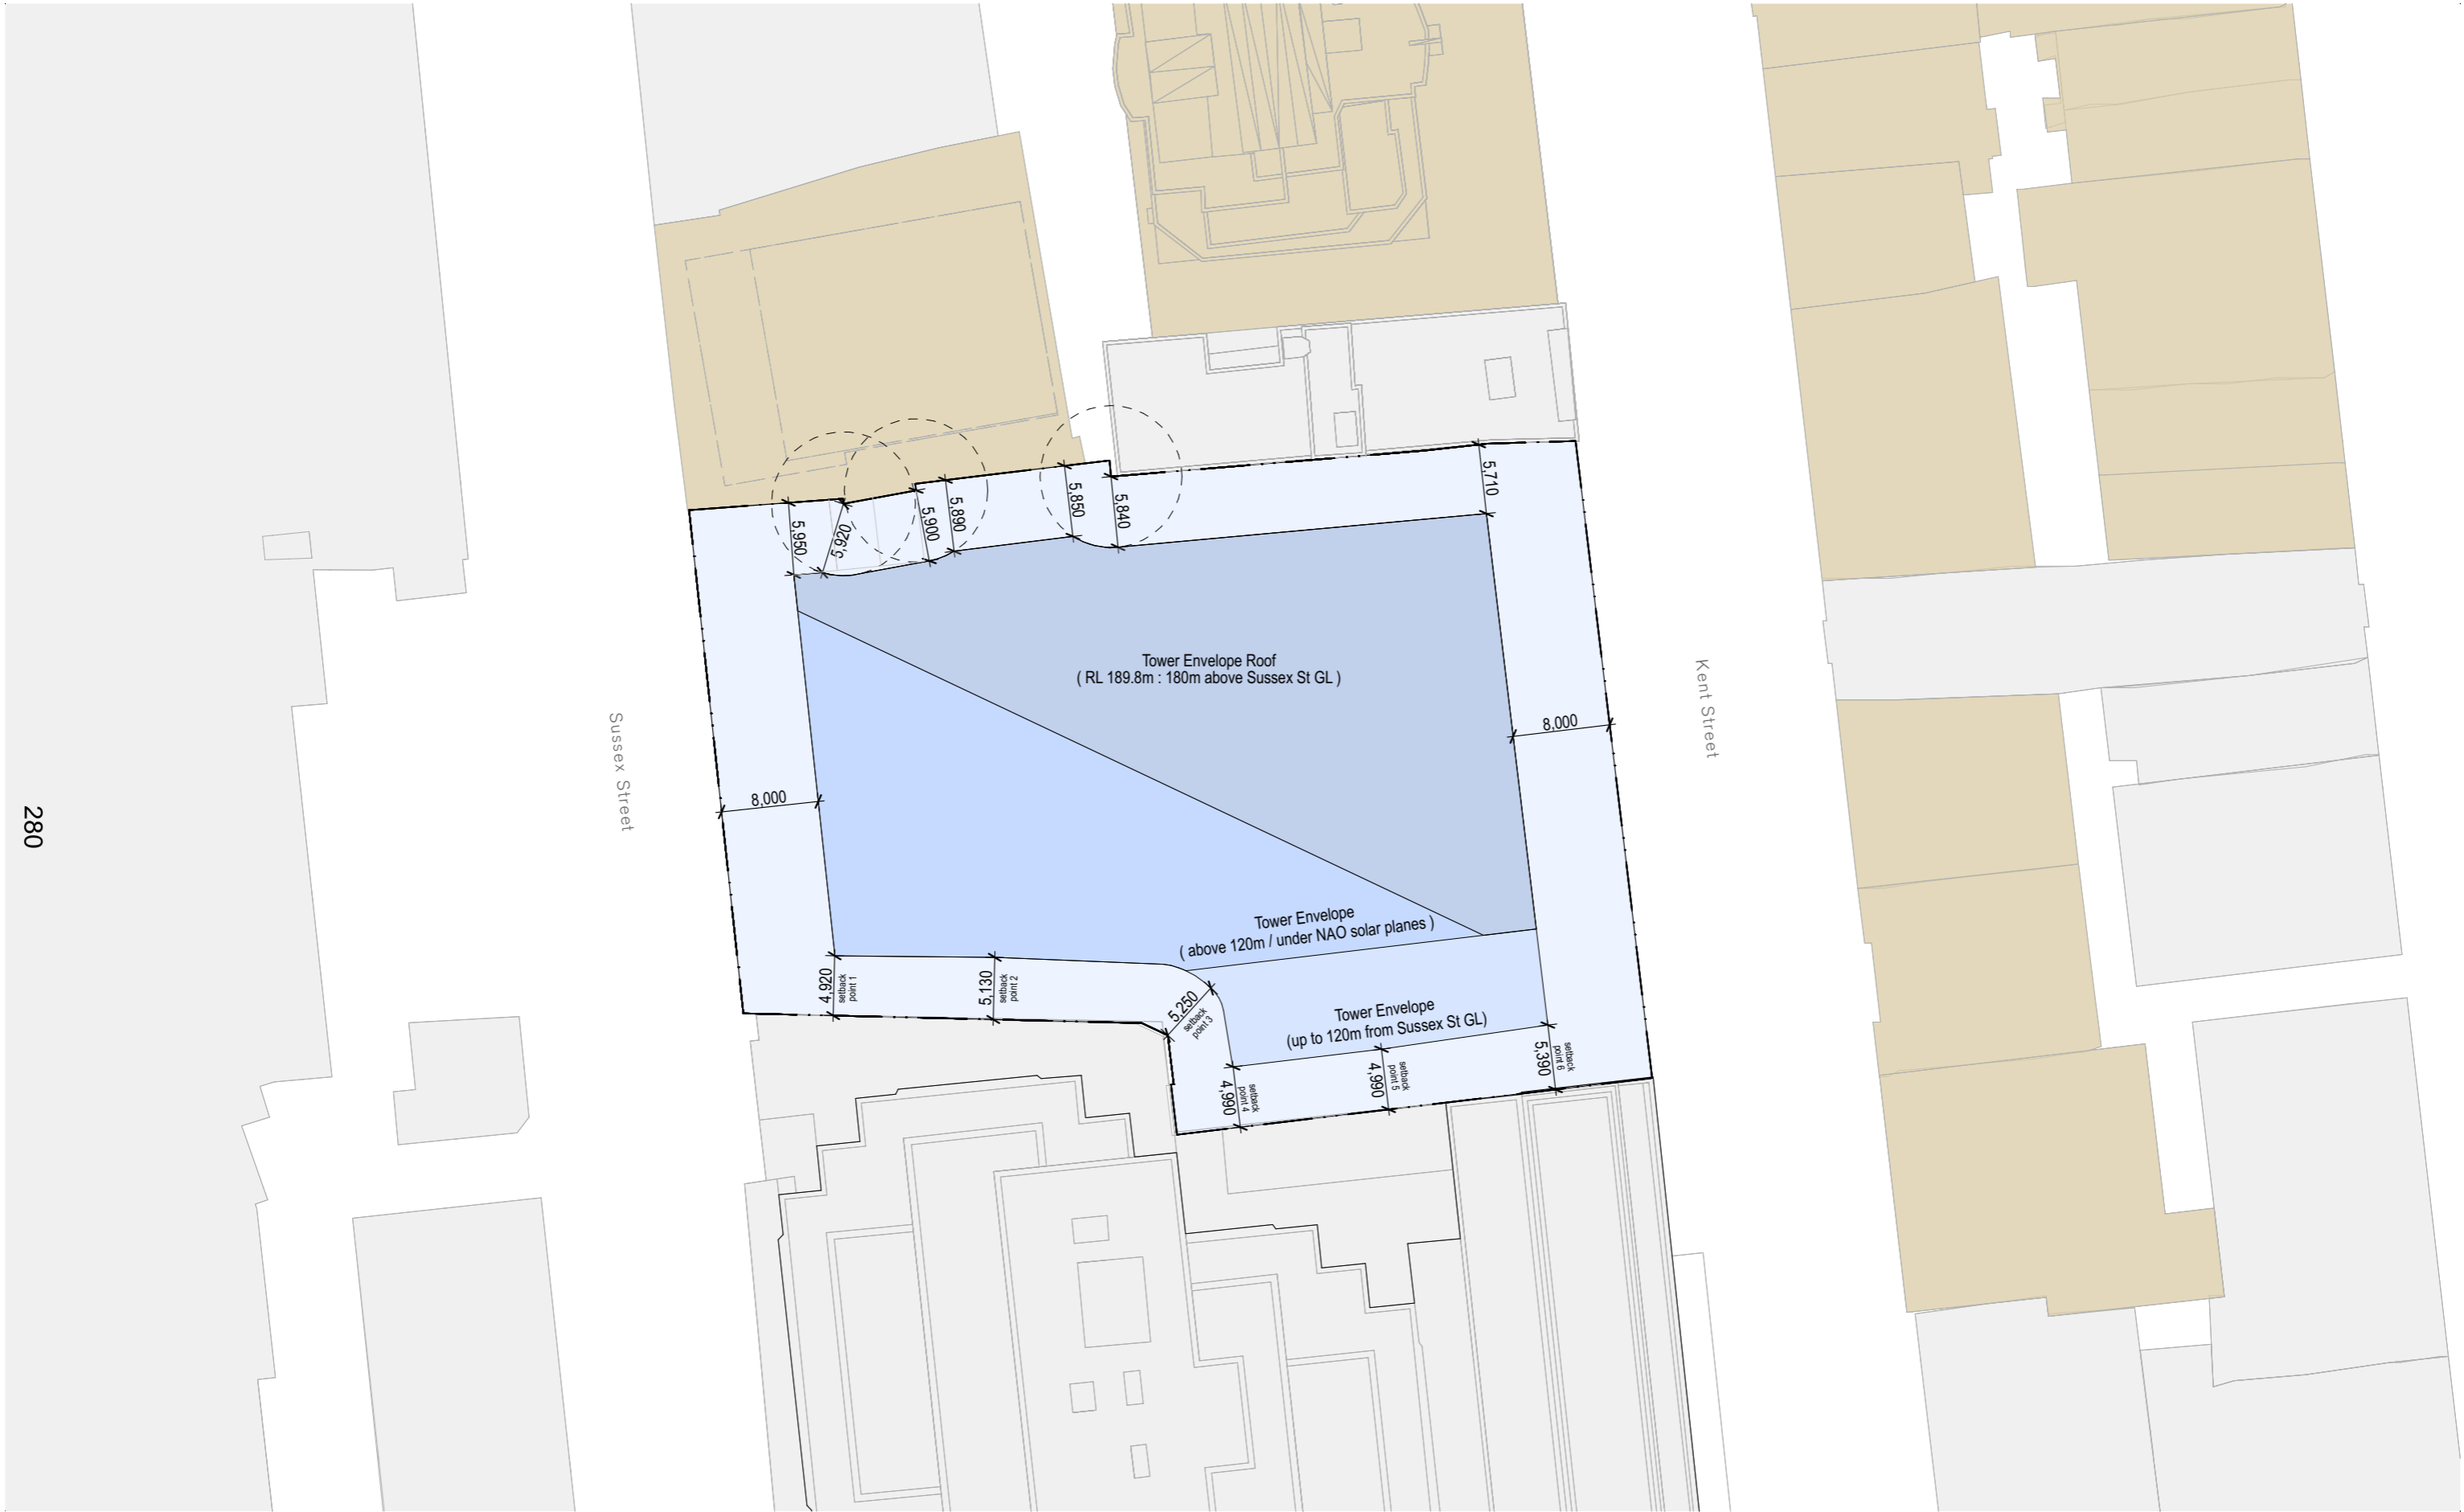 5,710
5,840
5,850
5,890
5,900
5,920
5,950
Tower Envelope Roof
( RL 189.8m : 180m above Sussex St GL )
Kent Street
8,000
Sussex Street
8,000
280
Tower Envelope
( above 120m / under NAO solar planes )
4,920
setback
point 1
5,130
setback
point 2
5,250
setback
point 3
Tower Envelope
(up to 120m from Sussex St GL)
4,990
setback
point 4
4,990
setback
point 5
5,390
setback
point 6